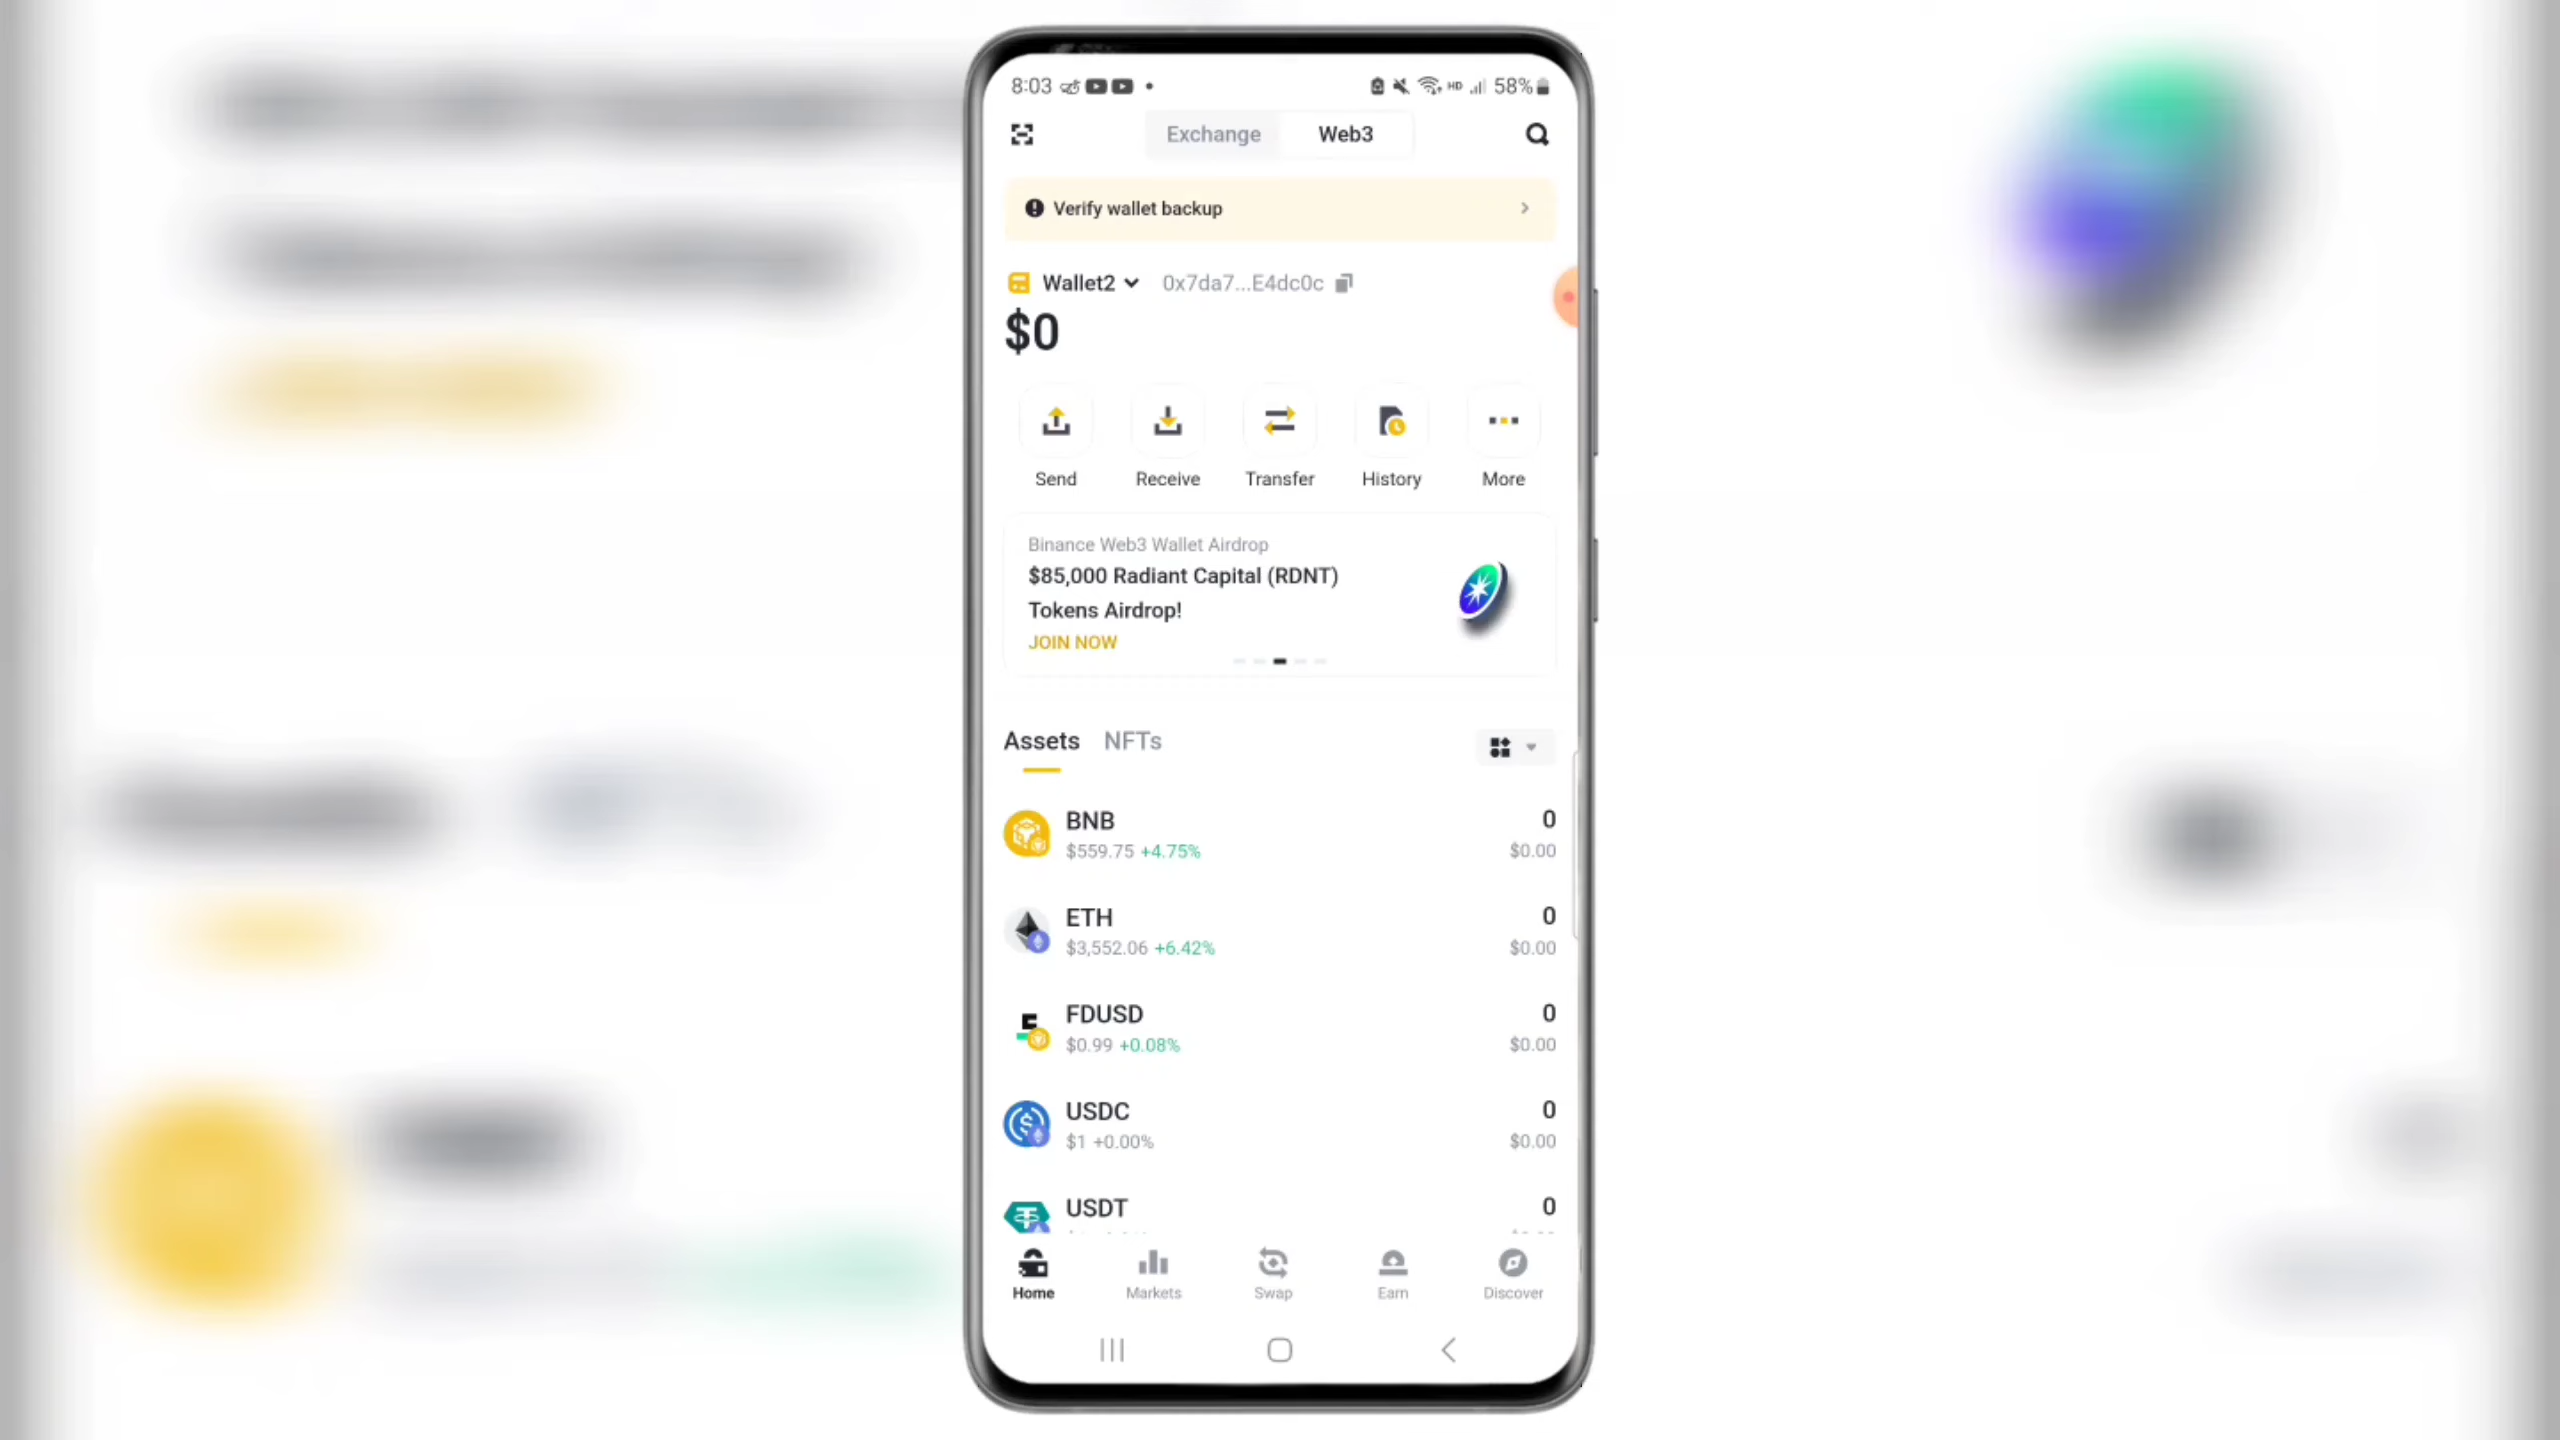 8:03
HD 58%
Exchange Web3
Verify wallet backup
Wallet2 0x7da7...E4dc0c
$0
Send Receive Transfer History More
Binance Web3 Wallet Airdrop
$85,000 Radiant Capital (RDNT)
Tokens Airdrop!
JOIN NOW
Assets NFTs
BNB 0
$559.75 +4.75% $0.00
ETH 0
$3,552.06 +6.42% $0.00
FDUSD 0
$0.99 +0.08% $0.00
USDC 0
$1 +0.00% $0.00
USDT 0
Home Markets Swap Earn Discover